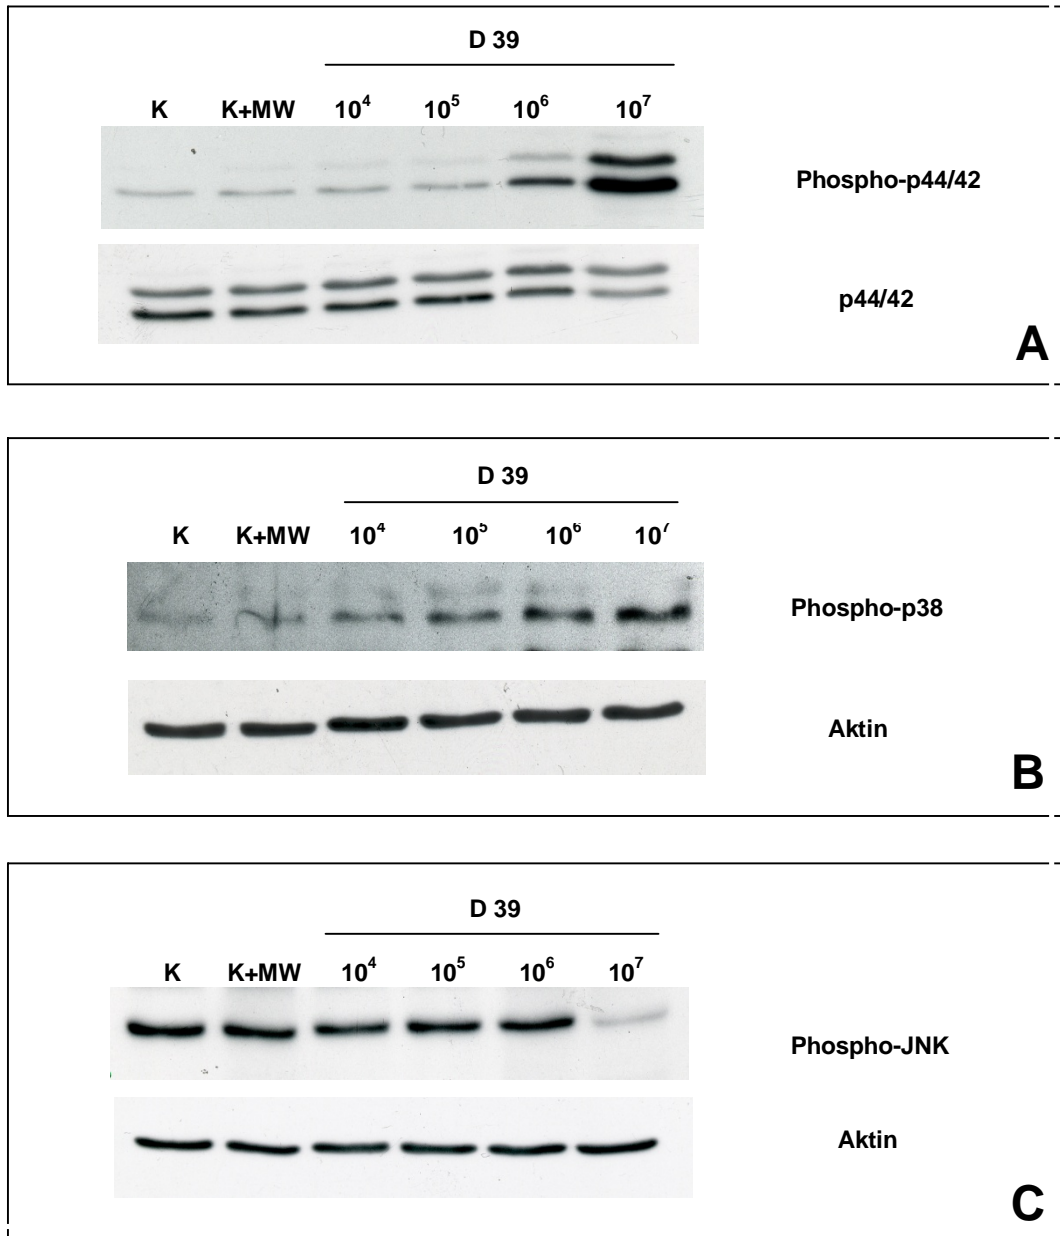 D 39
K K+MW 10⁴ 10⁵ 10⁶ 10⁷
Phospho-p44/42
p44/42
A
D 39
K K+MW 10⁴ 10⁵ 10⁶ 10⁷
Phospho-p38
Aktin
B
D 39
K K+MW 10⁴ 10⁵ 10⁶ 10⁷
Phospho-JNK
Aktin
C